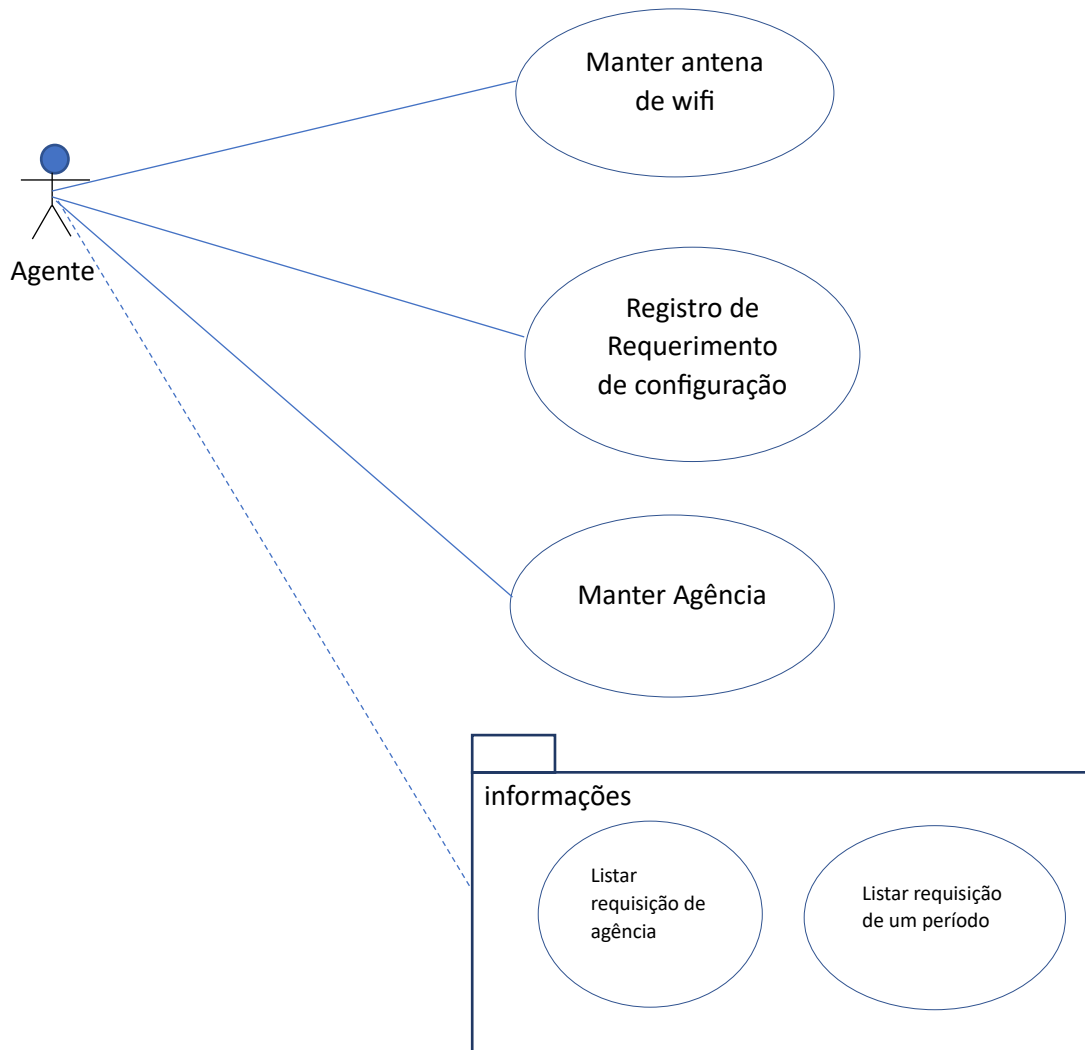 Manter antena
de wifi
Agente
Registro de
Requerimento
de configuração
Manter Agência
informações
Listar
requisição de
agência
Listar requisição
de um período